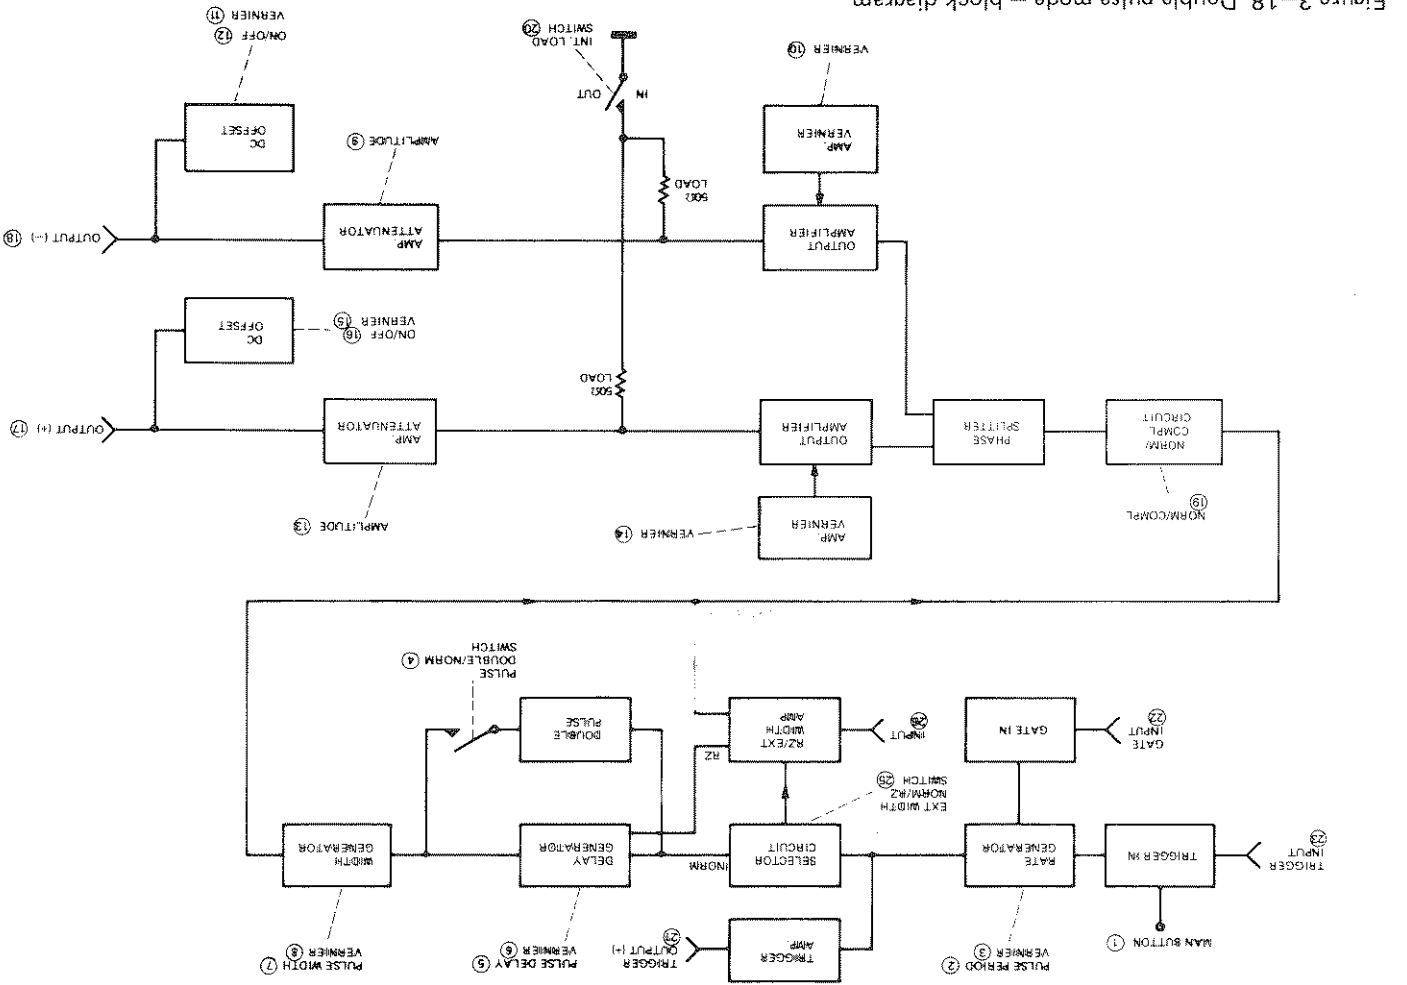 MAN BUTTON ①
PULSE PERIOD ②
VERNIER ③
TRIGGER
OUTPUT (+)
㉑
PULSE DELAY ⑤
VERNIER ⑥
PULSE WIDTH ⑦
VERNIER ⑧
TRIGGER
AMP.
TRIGGER
INPUT
㉓
TRIGGER IN
RATE
GENERATOR
SELECTOR
CIRCUIT
NORM
DELAY
GENERATOR
WIDTH
GENERATOR
EXT WIDTH
NORM/RZ
SWITCH ㉕
GATE
INPUT
㉒
GATE IN
INPUT
RZ/EXT
WIDTH
AMP
RZ
DOUBLE
PULSE
PULSE
DOUBLE/NORM
SWITCH
④
AMP.
VERNIER
VERNIER ⑭
AMPLITUDE ⑬
NORM/COMPL
⑲
NORM/
COMPL
CIRCUIT
PHASE
SPLITTER
OUTPUT
AMPLIFIER
AMP.
ATTENUATOR
OUTPUT (+) ⑰
50Ω
LOAD
ON/OFF ⑯
VERNIER ⑮
DC
OFFSET
OUTPUT
AMPLIFIER
AMP.
ATTENUATOR
OUTPUT (—) ⑱
50Ω
LOAD
AMP.
VERNIER
AMPLITUDE ⑨
DC
OFFSET
IN
OUT
VERNIER ⑩
INT. LOAD
SWITCH ⑳
ON/OFF ⑫
VERNIER ⑪
Figure 3—18. Double pulse mode — block diagram